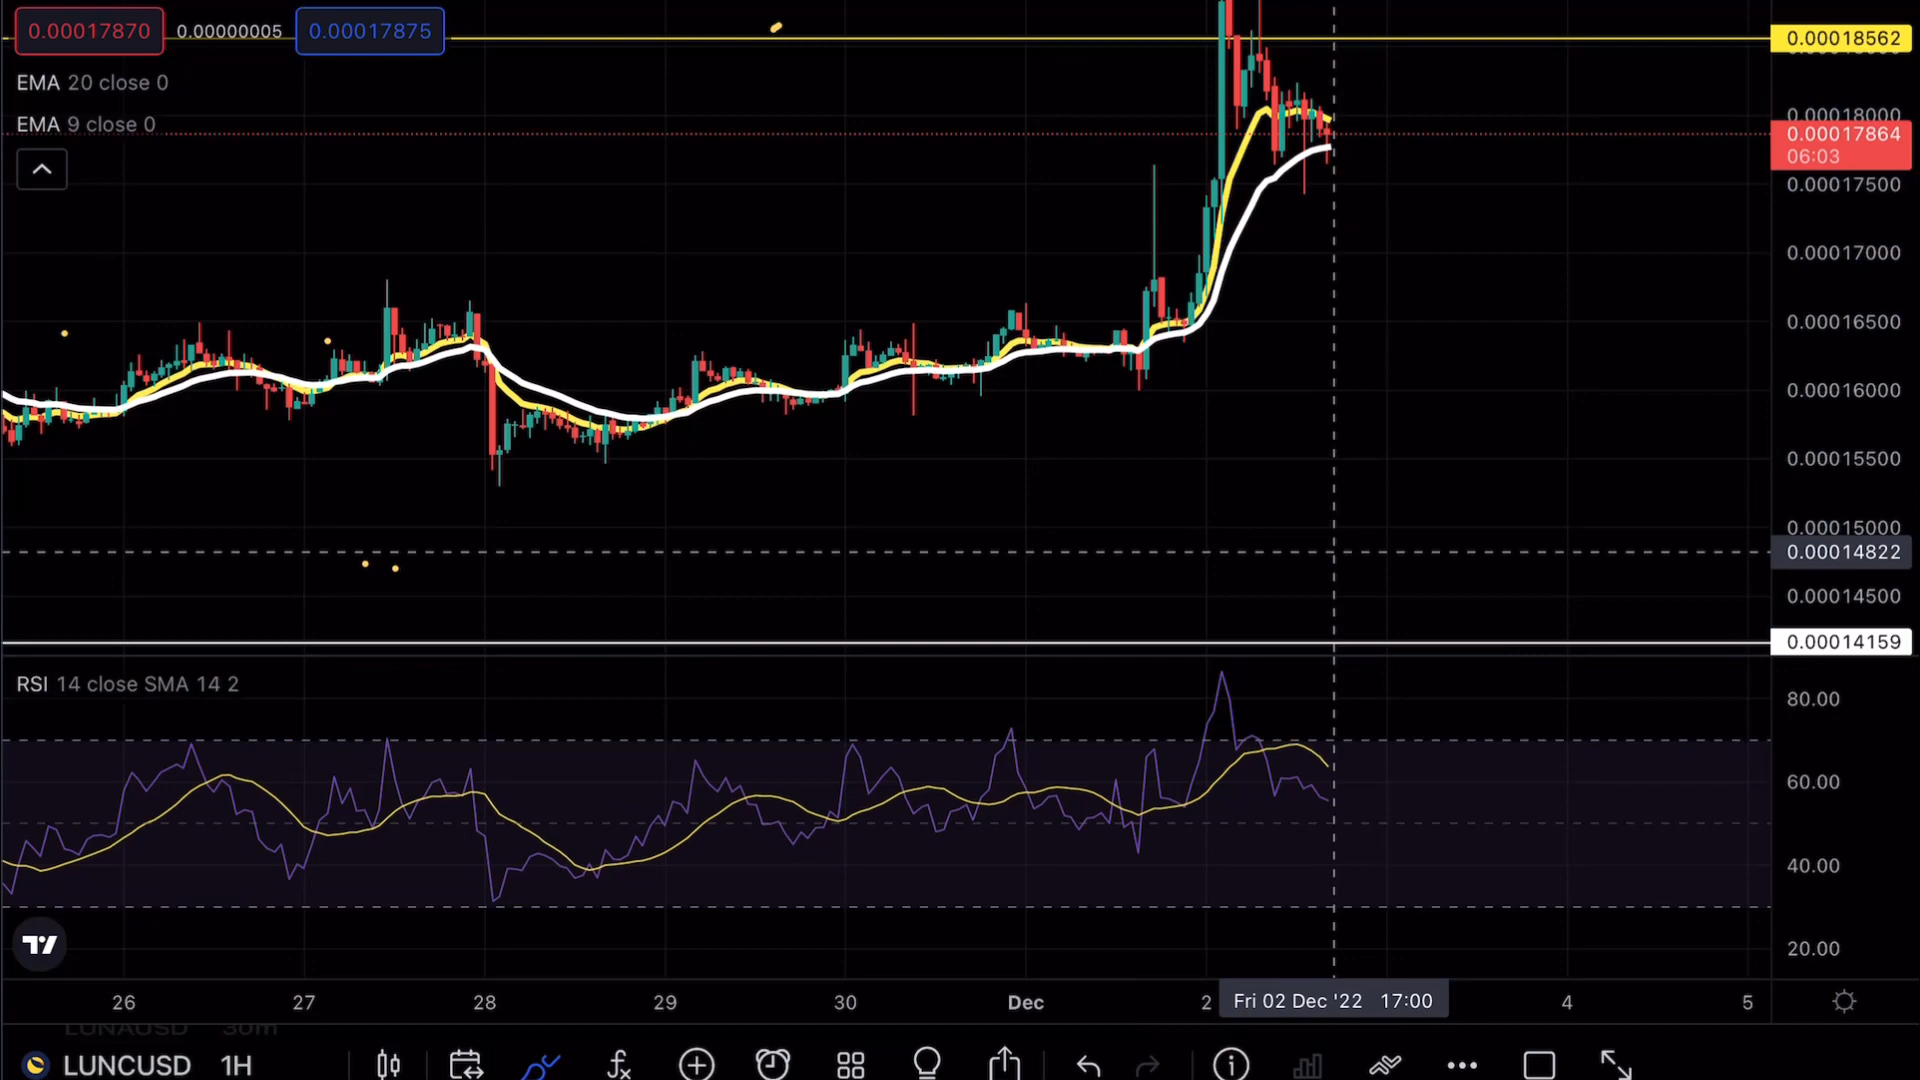 0.00017870 0.00000005 0.00017875
EMA 20 close 0
EMA 9 close 0
0.00018562
0.00018000
0.00017864
06:03
0.00017500
0.00017000
0.00016500
0.00016000
0.00015500
0.00015000
0.00014822
0.00014500
0.00014159
RSI 14 close SMA 14 2
80.00
60.00
40.00
20.00
26 27 28 29 30 Dec 2 Fri 02 Dec '22 17:00 4 5
LUNAUSD 30m
LUNCUSD 1H